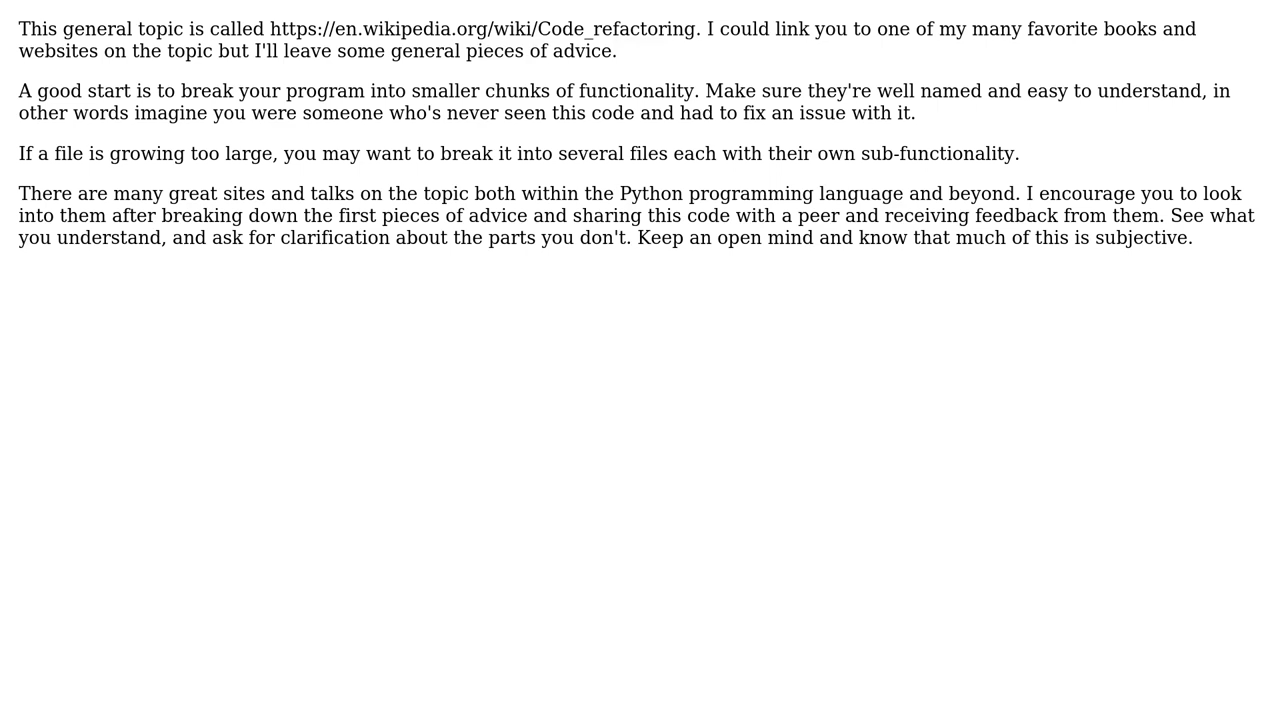 This general topic is called https://en.wikipedia.org/wiki/Code_refactoring. I could link you to one of my many favorite books and
websites on the topic but I'll leave some general pieces of advice.
A good start is to break your program into smaller chunks of functionality. Make sure they're well named and easy to understand, in
other words imagine you were someone who's never seen this code and had to fix an issue with it.
If a file is growing too large, you may want to break it into several files each with their own sub-functionality.
There are many great sites and talks on the topic both within the Python programming language and beyond. I encourage you to look
into them after breaking down the first pieces of advice and sharing this code with a peer and receiving feedback from them. See what
you understand, and ask for clarification about the parts you don't. Keep an open mind and know that much of this is subjective.